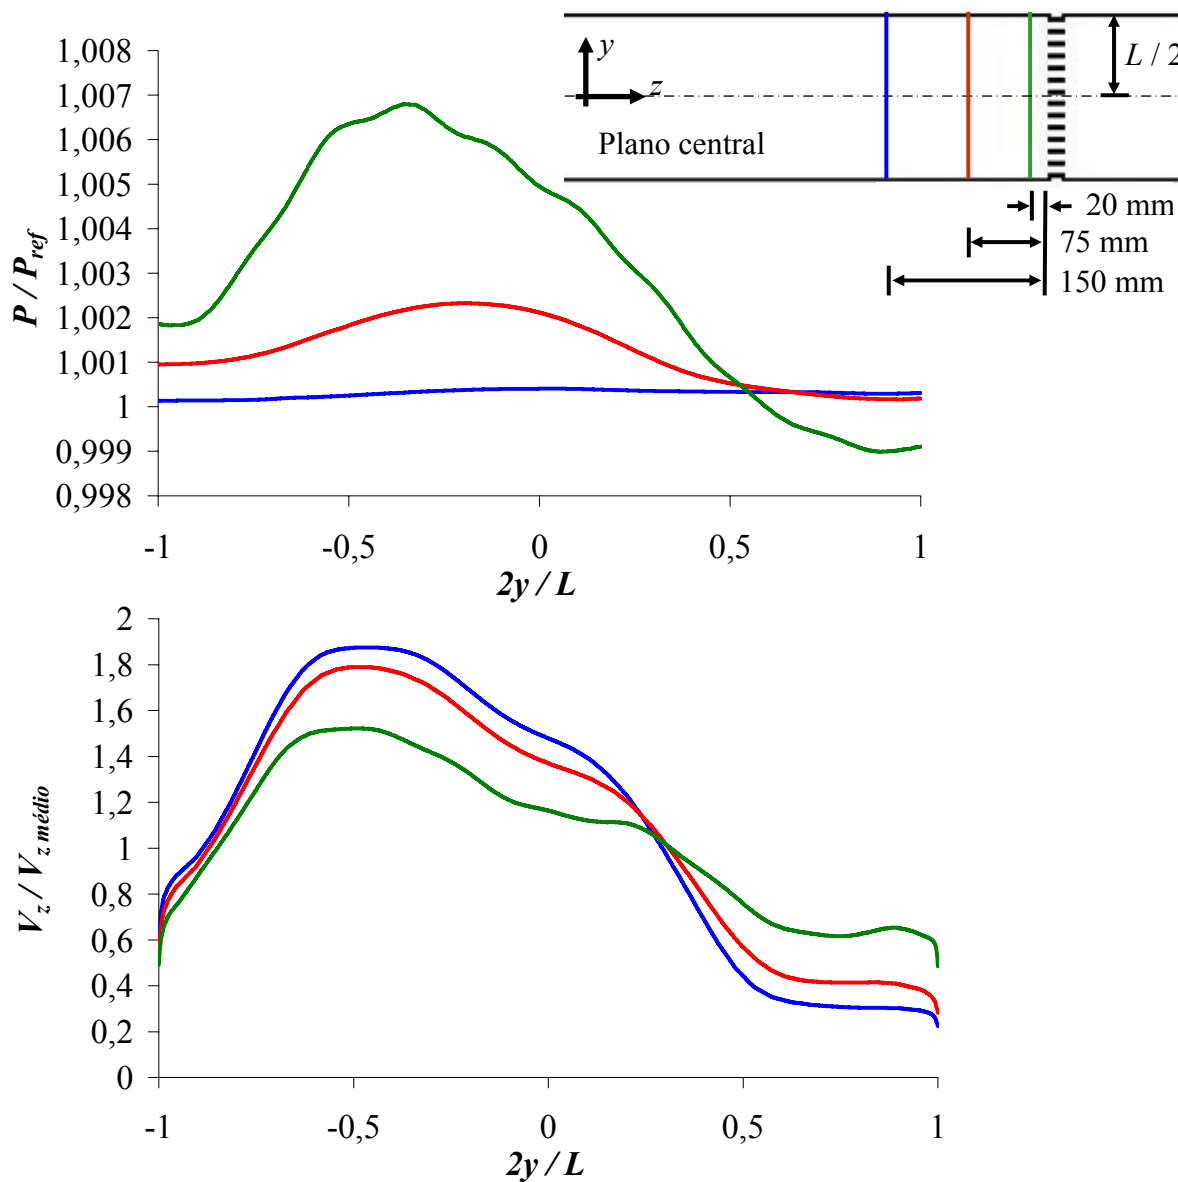 1,008
1,007
1,006
1,005
1,004
1,003
1,002
1,001
1
0,999
0,998
P / P ref
-1
-0,5
0
0,5
1
2y / L
y
z
Plano central
L / 2
20 mm
75 mm
150 mm
2
1,8
1,6
1,4
1,2
1
0,8
0,6
0,4
0,2
0
V z / V z médio
-1
-0,5
0
0,5
1
2y / L